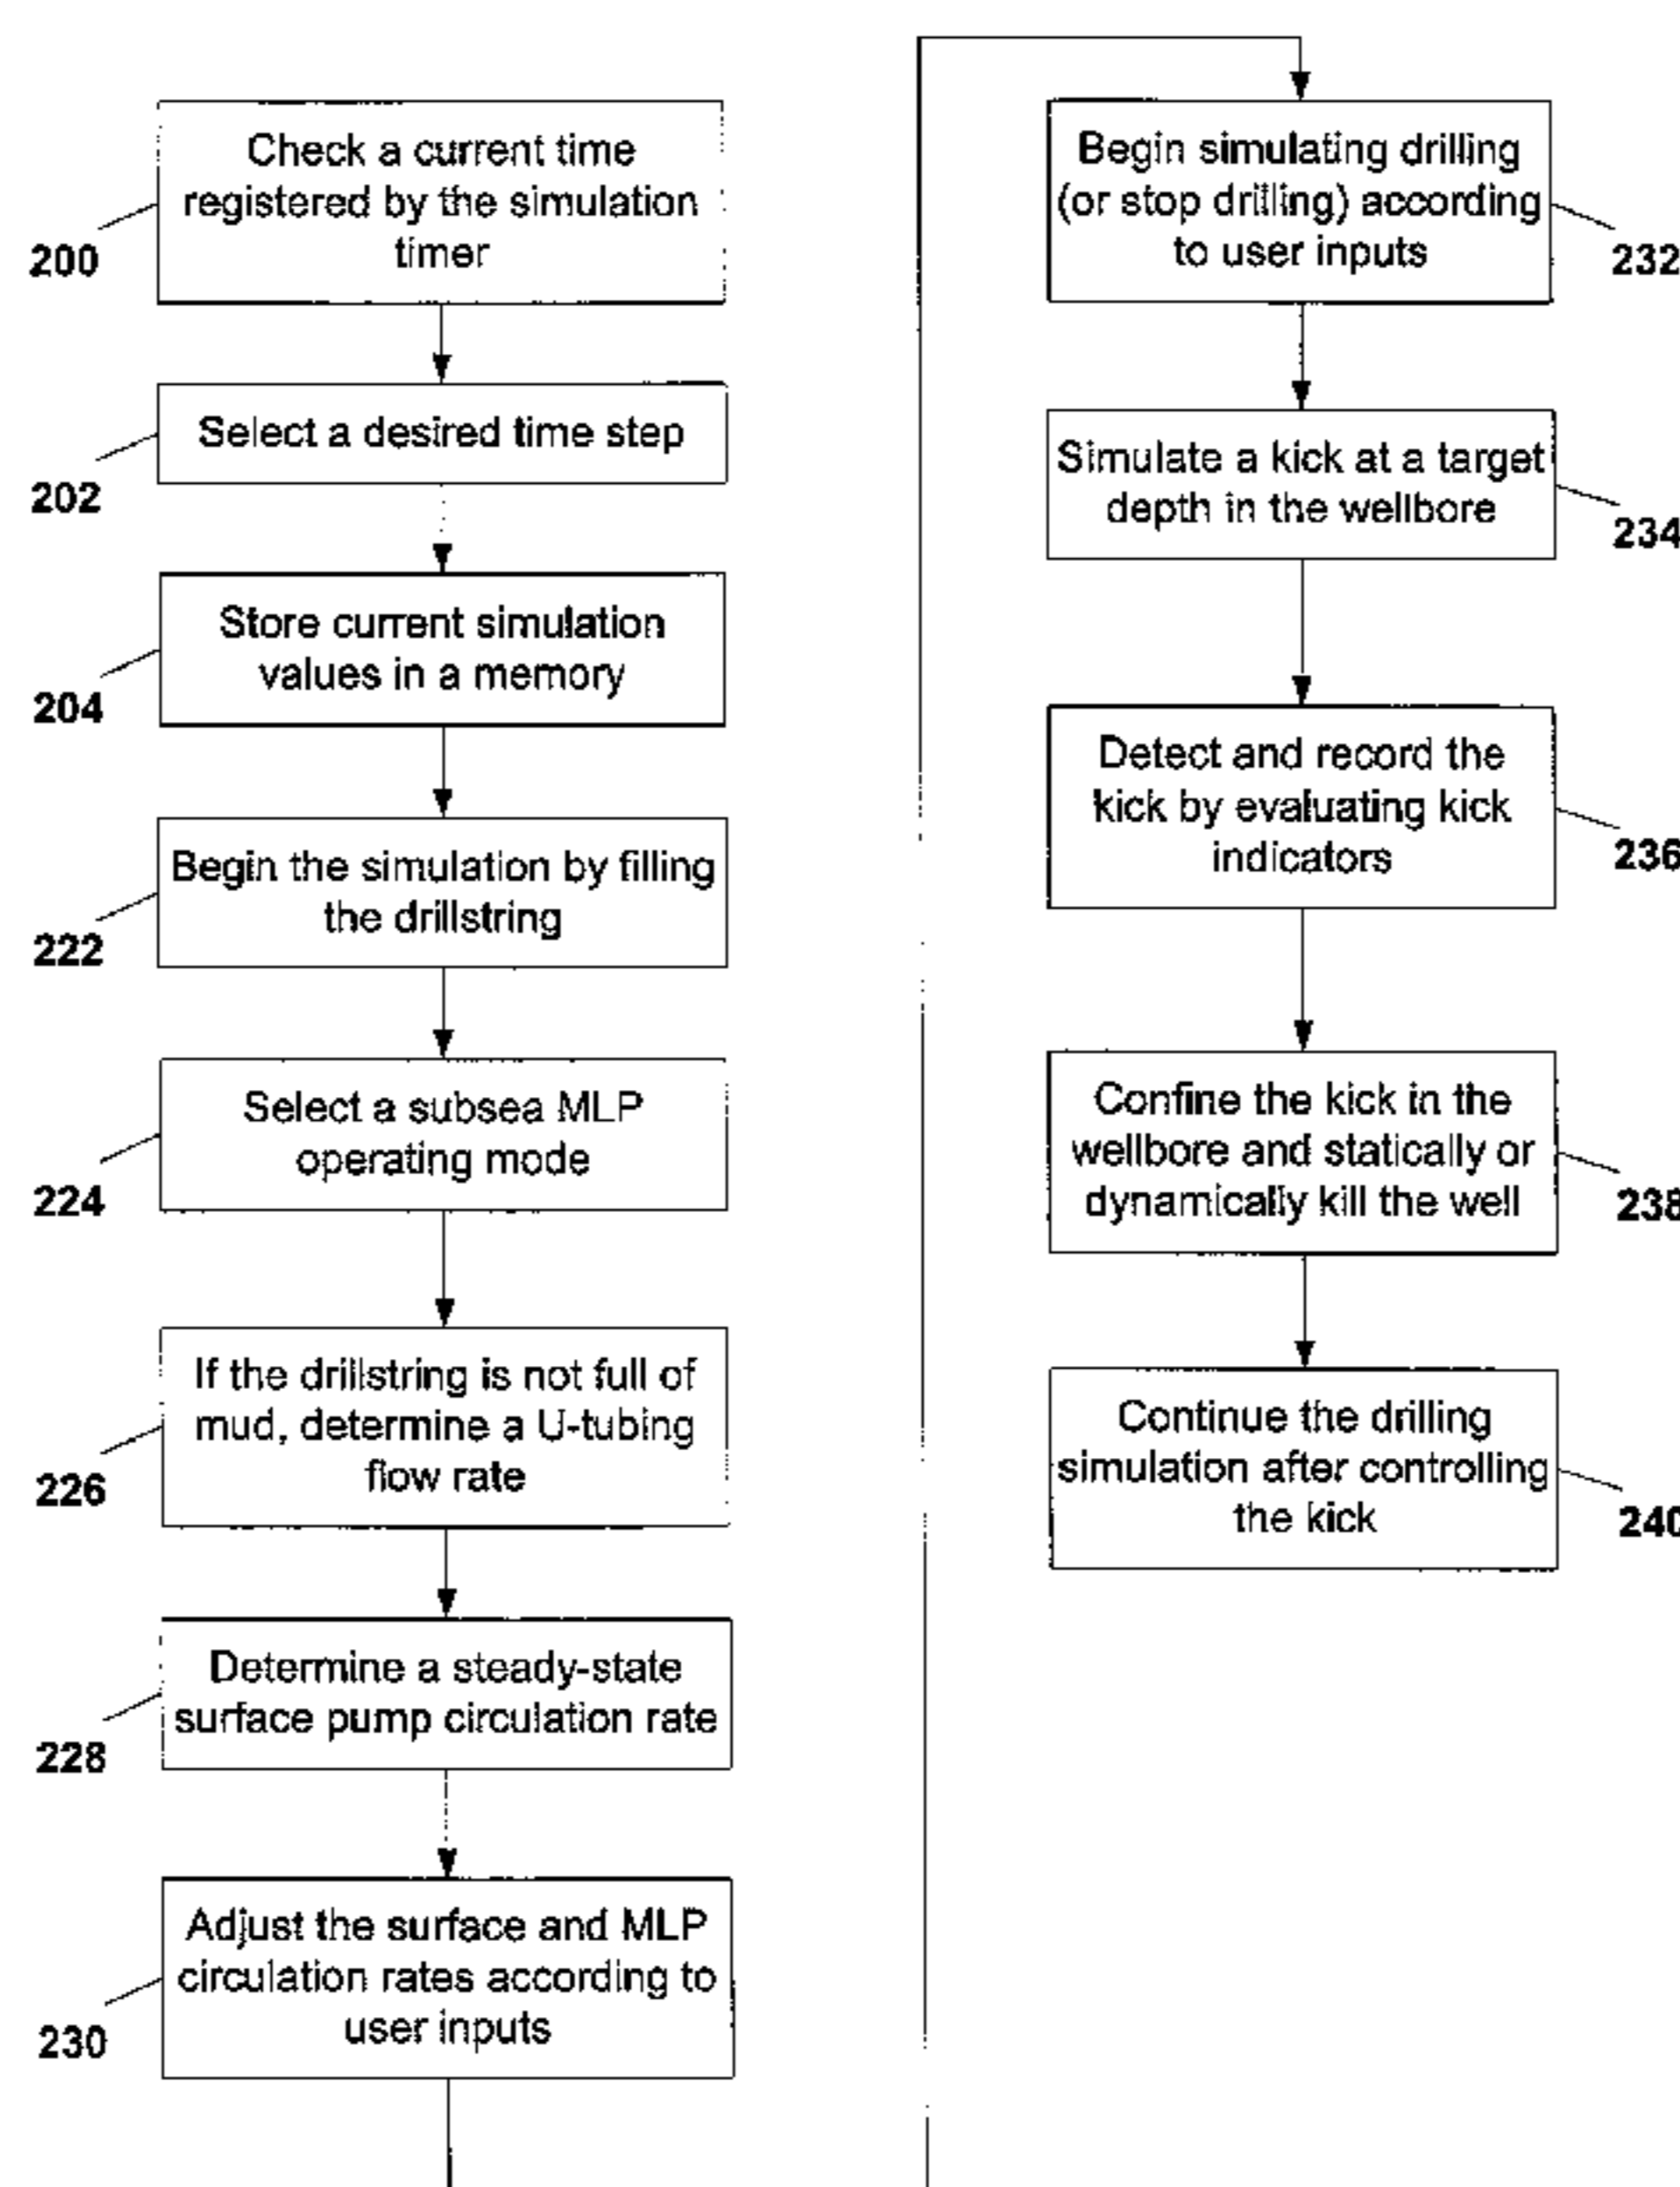 Check a current time
registered by the simulation
timer
200
Select a desired time step
202
Store current simulation
values in a memory
204
Begin the simulation by filling
the drillstring
222
Select a subsea MLP
operating mode
224
If the drillstring is not full of
mud, determine a U-tubing
flow rate
226
Determine a steady-state
surface pump circulation rate
228
Adjust the surface and MLP
circulation rates according to
user inputs
230
Begin simulating drilling
(or stop drilling) according
to user inputs
232
Simulate a kick at a target
depth in the wellbore
234
Detect and record the
kick by evaluating kick
indicators
236
Confine the kick in the
wellbore and statically or
dynamically kill the well
238
Continue the drilling
simulation after controlling
the kick
240